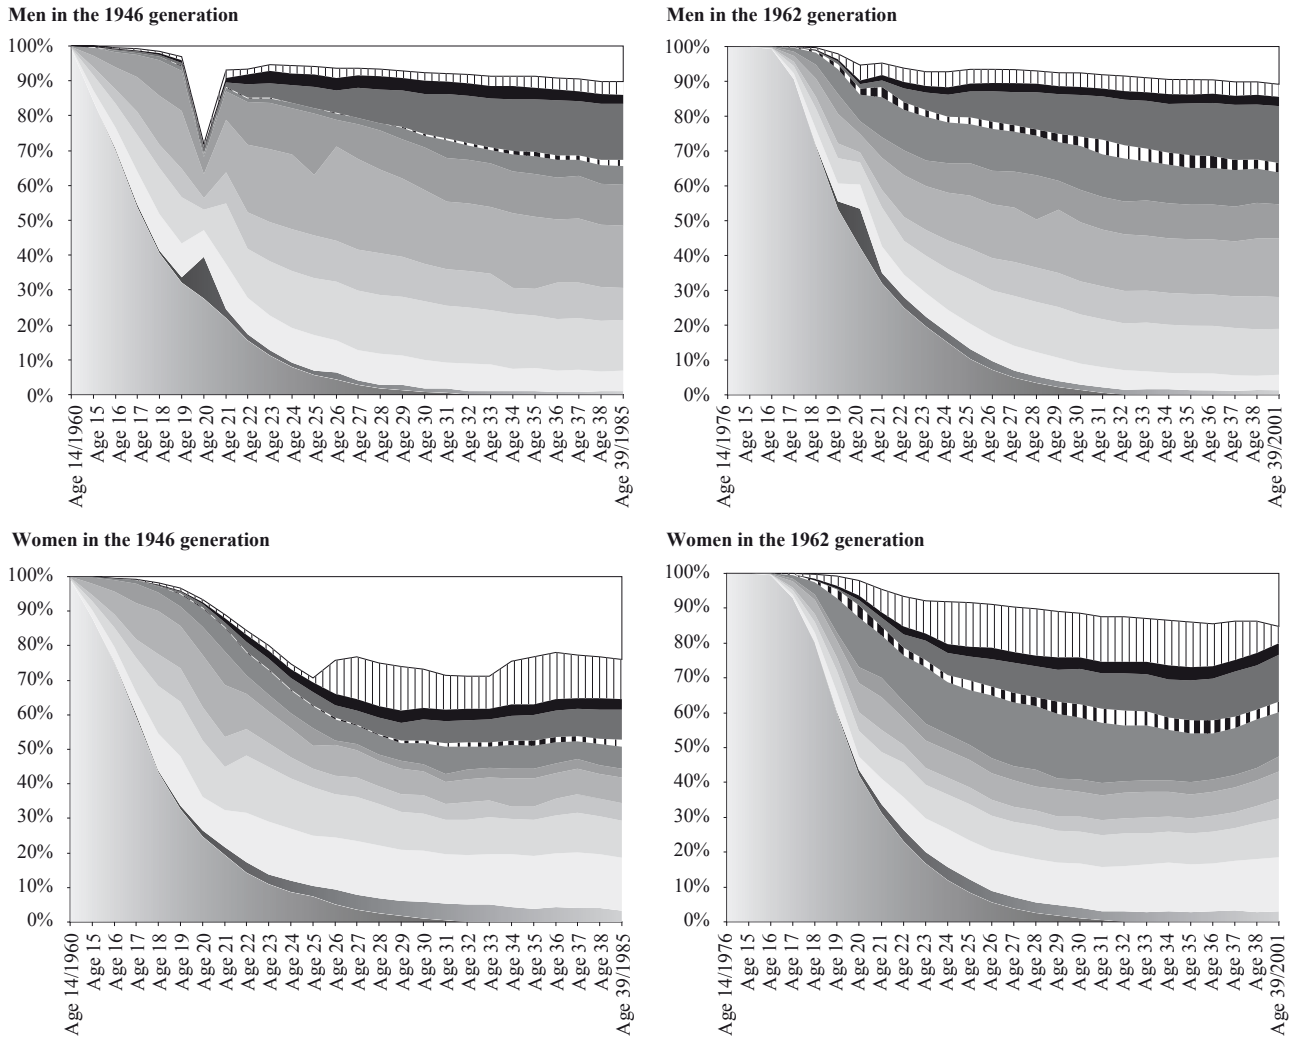 Men in the 1946 generation
100%
90%
80%
70%
60%
50%
40%
30%
20%
10%
0%
Age 14/1960
Age 15
Age 16
Age 17
Age 18
Age 19
Age 20
Age 21
Age 22
Age 23
Age 24
Age 25
Age 26
Age 27
Age 28
Age 29
Age 30
Age 31
Age 32
Age 33
Age 34
Age 35
Age 36
Age 37
Age 38
Age 39/1985
Men in the 1962 generation
100%
90%
80%
70%
60%
50%
40%
30%
20%
10%
0%
Age 14/1976
Age 15
Age 16
Age 17
Age 18
Age 19
Age 20
Age 21
Age 22
Age 23
Age 24
Age 25
Age 26
Age 27
Age 28
Age 29
Age 30
Age 31
Age 32
Age 33
Age 34
Age 35
Age 36
Age 37
Age 38
Age 39/2001
Women in the 1946 generation
100%
90%
80%
70%
60%
50%
40%
30%
20%
10%
0%
Age 14/1960
Age 15
Age 16
Age 17
Age 18
Age 19
Age 20
Age 21
Age 22
Age 23
Age 24
Age 25
Age 26
Age 27
Age 28
Age 29
Age 30
Age 31
Age 32
Age 33
Age 34
Age 35
Age 36
Age 37
Age 38
Age 39/1985
Women in the 1962 generation
100%
90%
80%
70%
60%
50%
40%
30%
20%
10%
0%
Age 14/1976
Age 15
Age 16
Age 17
Age 18
Age 19
Age 20
Age 21
Age 22
Age 23
Age 24
Age 25
Age 26
Age 27
Age 28
Age 29
Age 30
Age 31
Age 32
Age 33
Age 34
Age 35
Age 36
Age 37
Age 38
Age 39/2001